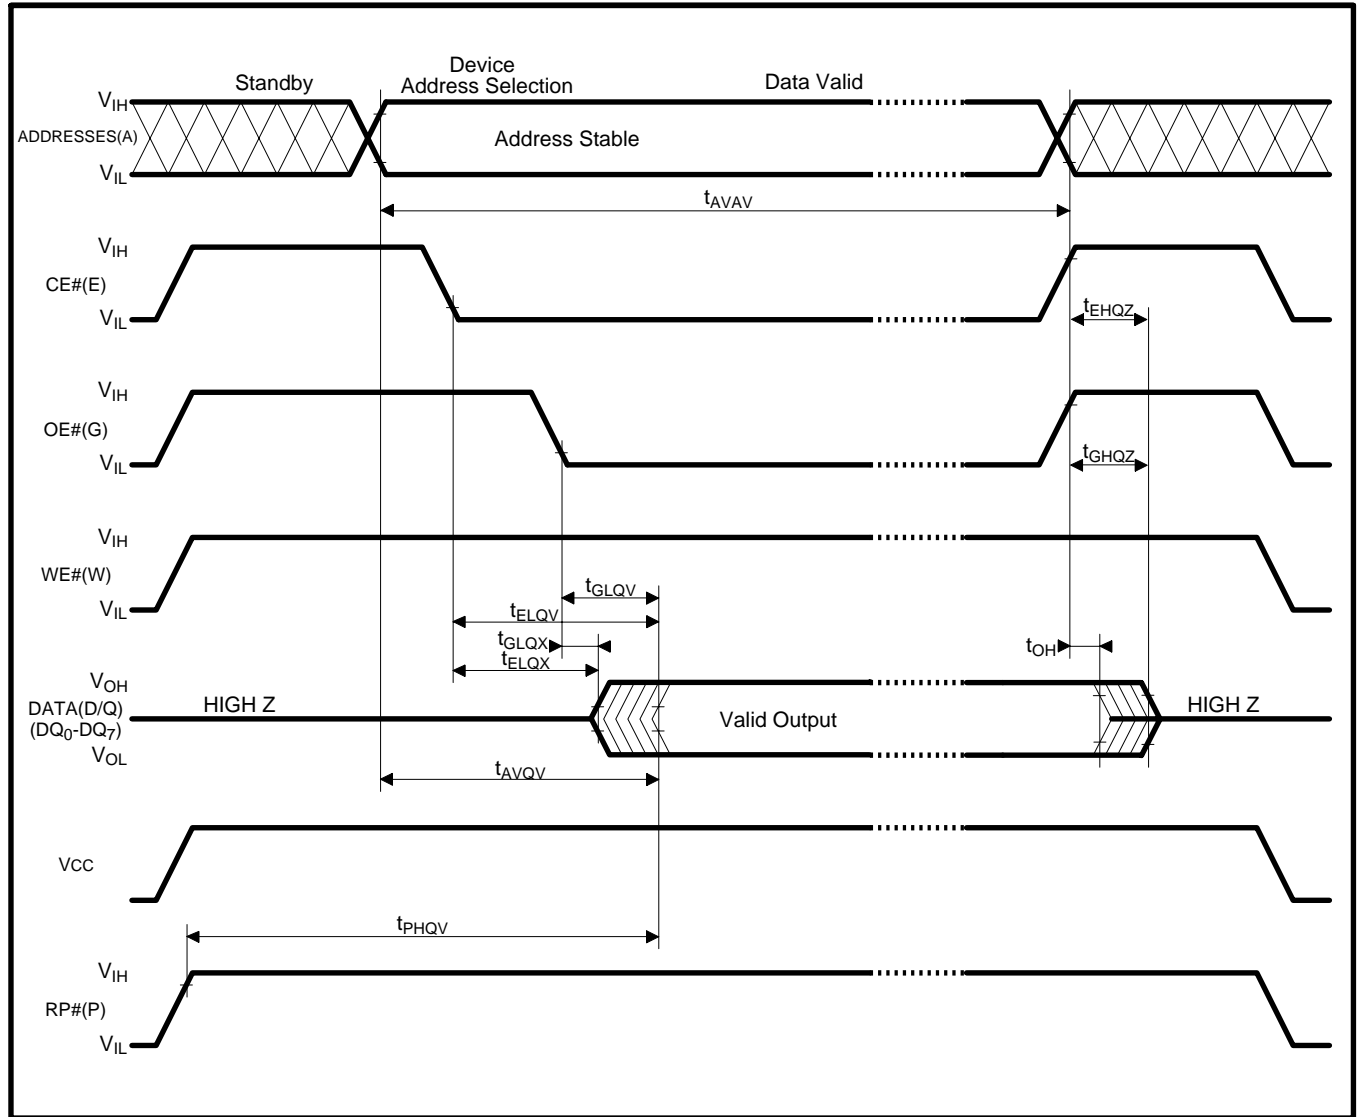 Standby
Device
Address Selection
Data Valid
VIH
ADDRESSES(A)
Address Stable
VIL
tAVAV
VIH
CE#(E)
VIL
tEHQZ
VIH
OE#(G)
VIL
tGHQZ
VIH
WE#(W)
VIL
tGLQV
tELQV
tGLQX
tOH
tELQX
VOH
DATA(D/Q)
(DQ0-DQ7)
HIGH Z
Valid Output
HIGH Z
VOL
tAVQV
VCC
tPHQV
VIH
RP#(P)
VIL